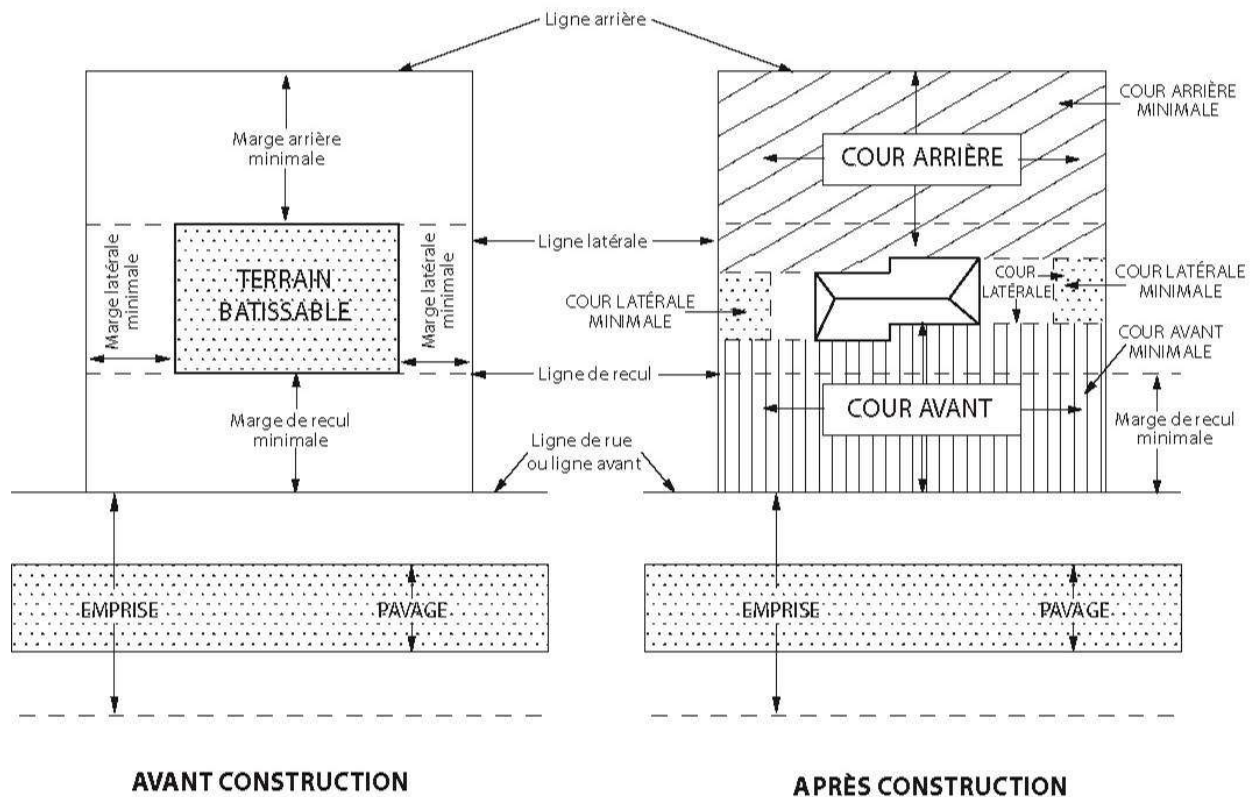 Ligne arrière
Marge arrière
minimale
Marge latérale
minimale
TERRAIN
BATISSABLE
Marge latérale
minimale
Marge de recul
minimale
Ligne latérale
Ligne de recul
Ligne de rue
ou ligne avant
COUR ARRIÈRE
MINIMALE
COUR ARRIÈRE
COUR LATÉRALE
MINIMALE
COUR
LATÉRALE
COUR LATÉRALE
MINIMALE
COUR AVANT
MINIMALE
COUR AVANT
Marge de recul
minimale
EMPRISE
PAVAGE
EMPRISE
PAVAGE
AVANT CONSTRUCTION
APRÈS CONSTRUCTION